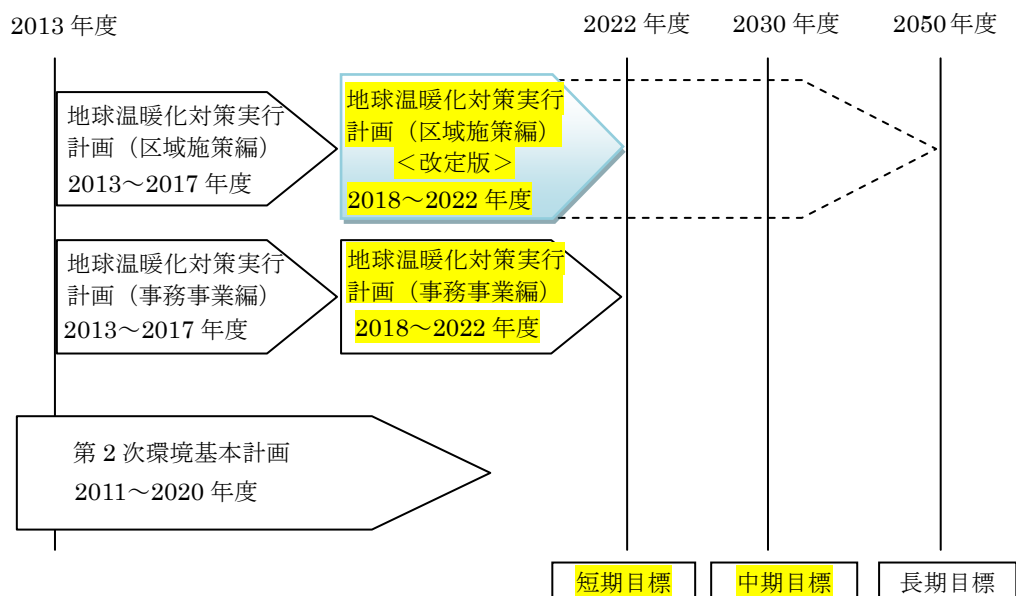 2013 年度
2022 年度
2030 年度
2050 年度
地球温暖化対策実行
計画（区域施策編）
2013～2017 年度
地球温暖化対策実行
計画（区域施策編）
＜改定版＞
2018～2022 年度
地球温暖化対策実行
計画（事務事業編）
2013～2017 年度
地球温暖化対策実行
計画（事務事業編）
2018～2022 年度
第 2 次環境基本計画
2011～2020 年度
短期目標
中期目標
長期目標